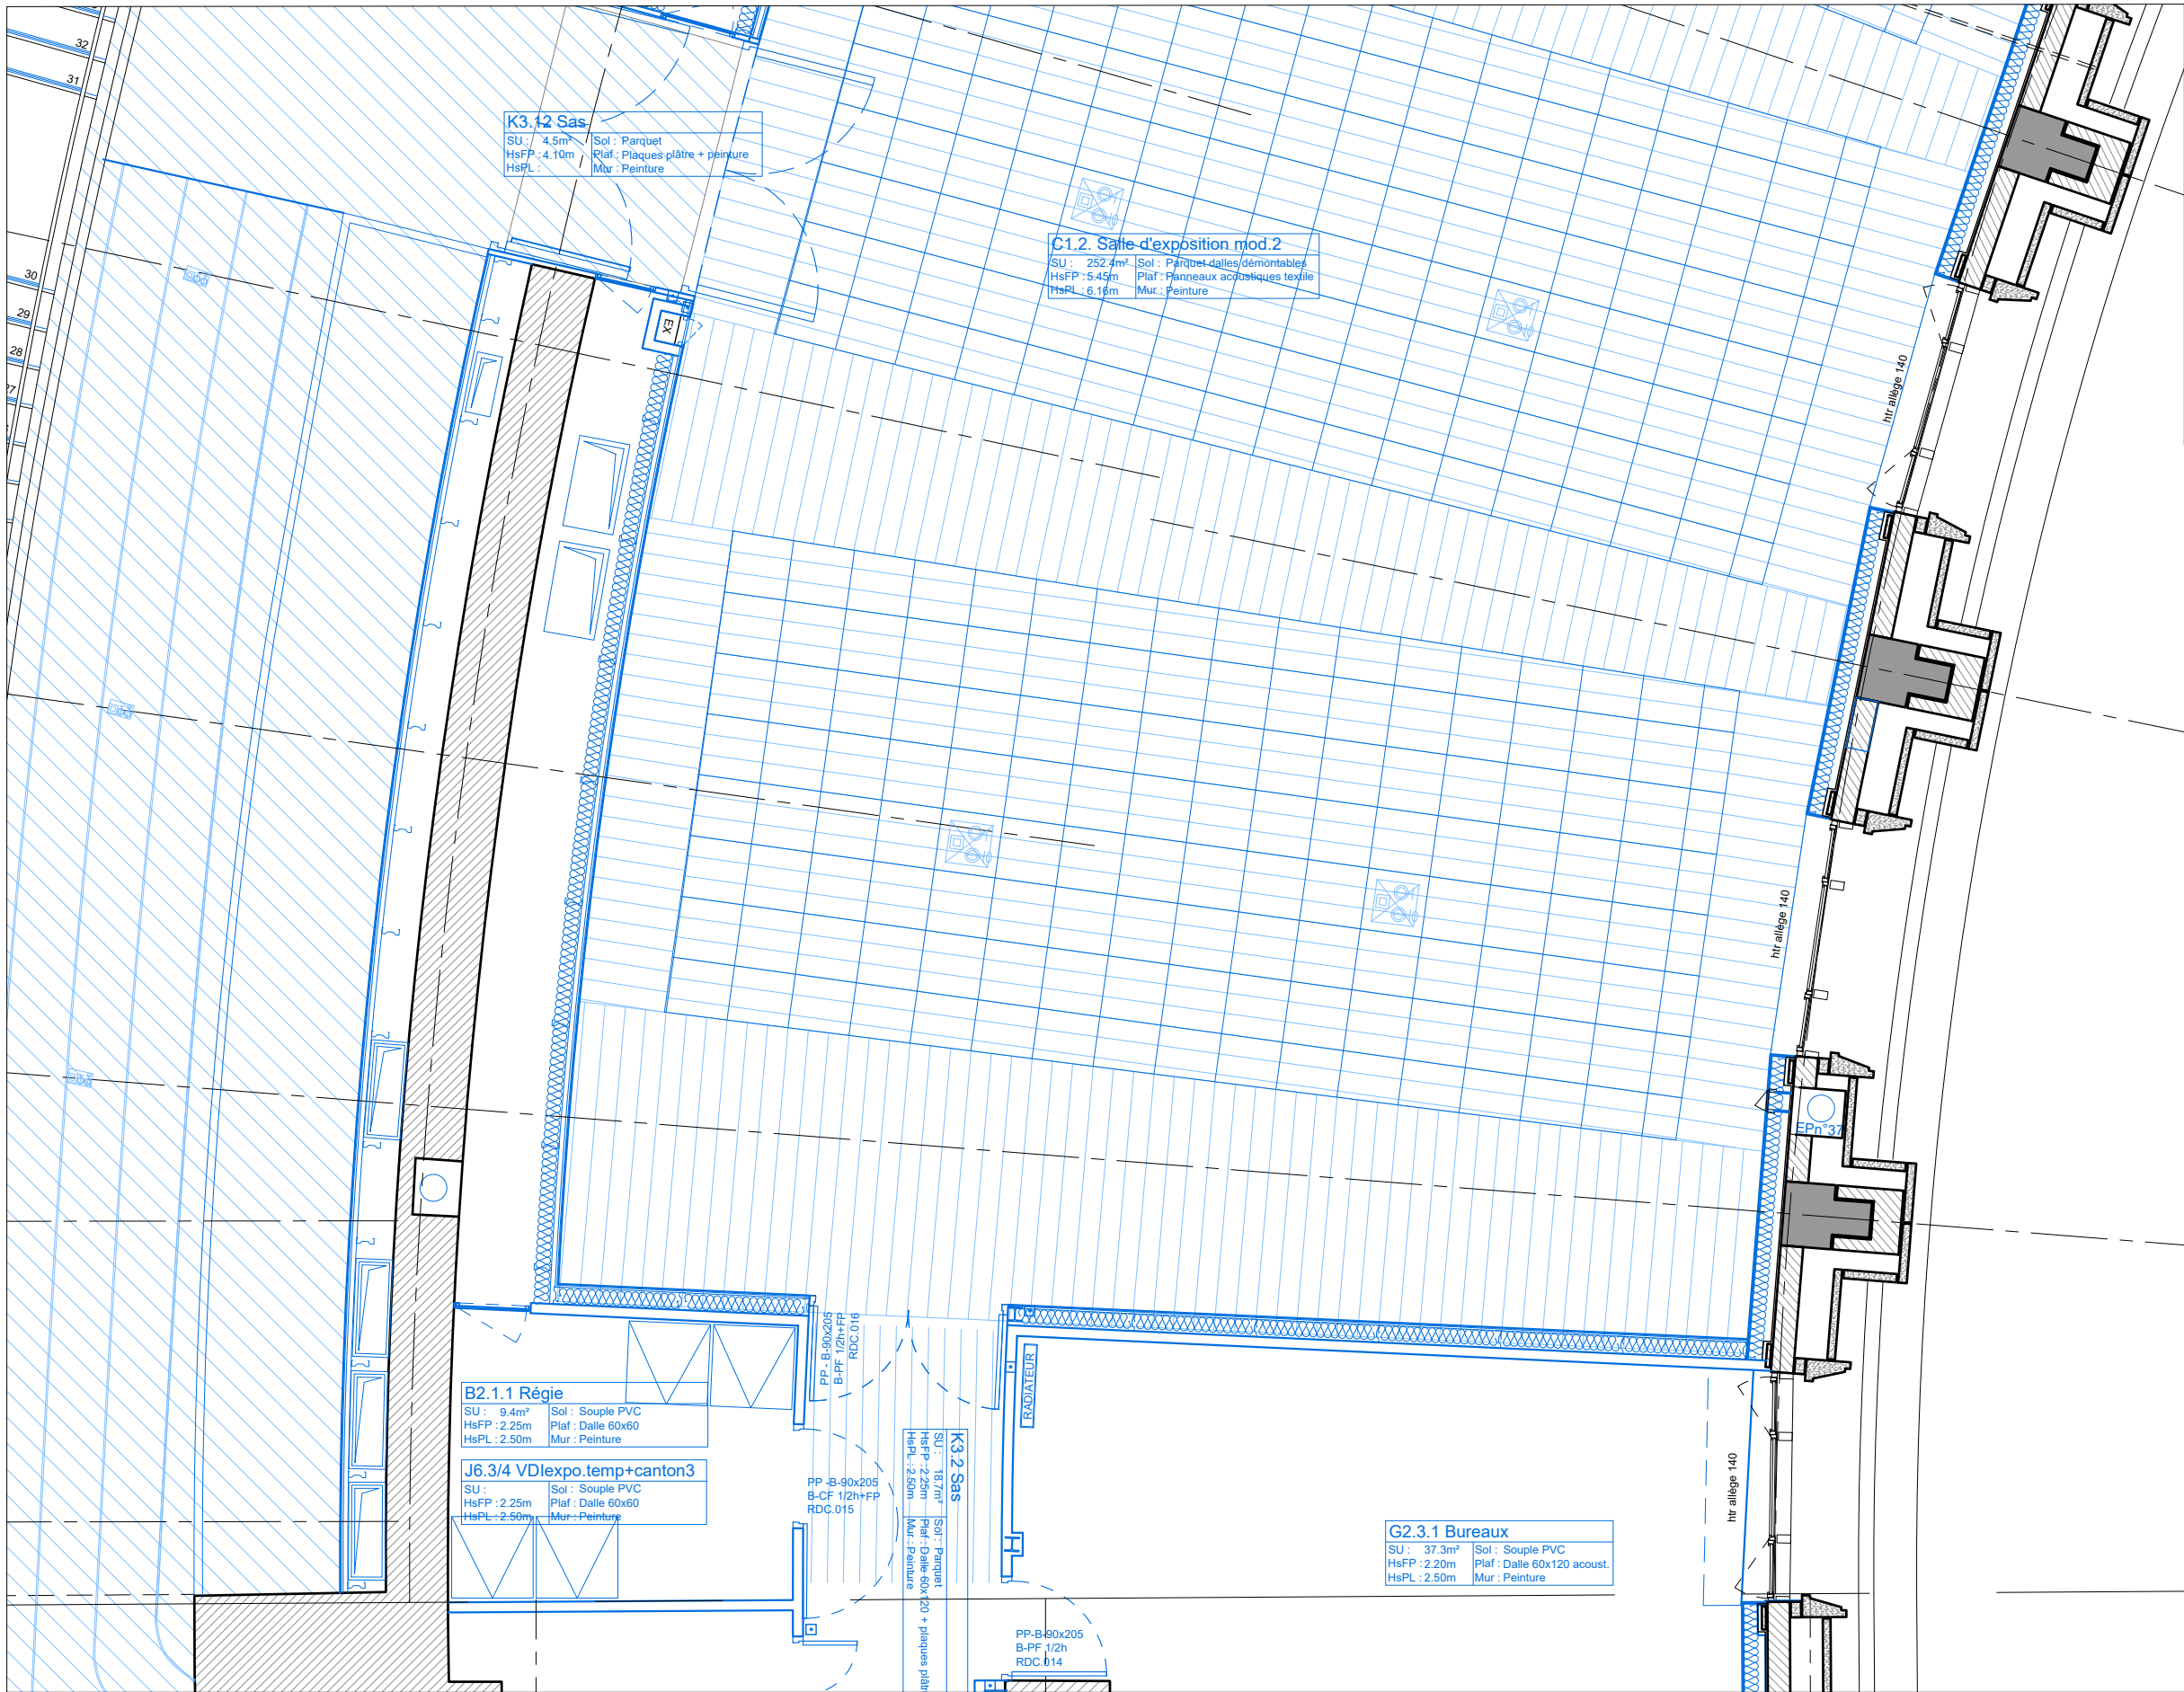 32
31
30
29
28
K3.12 Sas
SU : 4.5m² Sol : Parquet
HsFP : 4.10m Plaf : Plaques plâtre + peinture
HsPL : Mur : Peinture
C1.2. Salle d'exposition mod.2
SU : 252.4m² Sol : Parquet dalles démontables
HsFP : 5.45m Plaf : Panneaux acoustiques textile
HsPL : 6.16m Mur : Peinture
EX
htr allège 140
htr allège 140
EPn°37
PP - B-90x205
B-PF 1/2h+FP
RDC.016
RADIATEUR
B2.1.1 Régie
SU : 9.4m² Sol : Souple PVC
HsFP : 2.25m Plaf : Dalle 60x60
HsPL : 2.50m Mur : Peinture
J6.3/4 VDIexpo.temp+canton3
SU : Sol : Souple PVC
HsFP : 2.25m Plaf : Dalle 60x60
HsPL : 2.50m Mur : Peinture
PP -B-90x205
B-CF 1/2h+FP
RDC.015
K3.2 Sas
SU : 18.7m² Sol : Parquet
HsFP : 2.25m Plaf : Dalle 60x120 + plaques
HsPL : 2.50m Mur : Peinture
htr allège 140
G2.3.1 Bureaux
SU : 37.3m² Sol : Souple PVC
HsFP : 2.20m Plaf : Dalle 60x120 acoust.
HsPL : 2.50m Mur : Peinture
PP-B-90x205
B-PF 1/2h
RDC.014